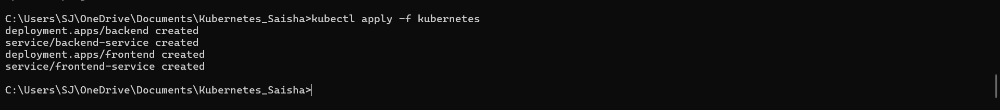 C:\Users\SJ\OneDrive\Documents\Kubernetes_Saisha>kubectl apply -f kubernetes
deployment.apps/backend created
service/backend-service created
deployment.apps/frontend created
service/frontend-service created
C:\Users\SJ\OneDrive\Documents\Kubernetes_Saisha>